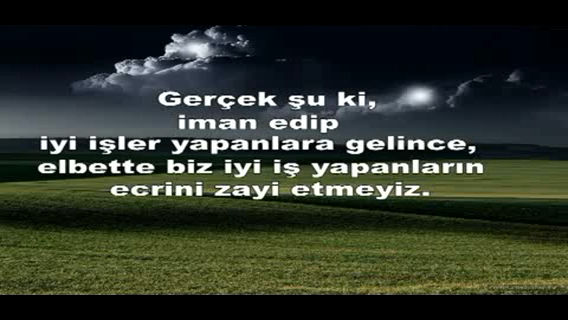 Gerçek şu ki,
iman edip
iyi işler yapanlara gelince,
elbette biz iyi iş yapanların
ecrini zayi etmeyiz.